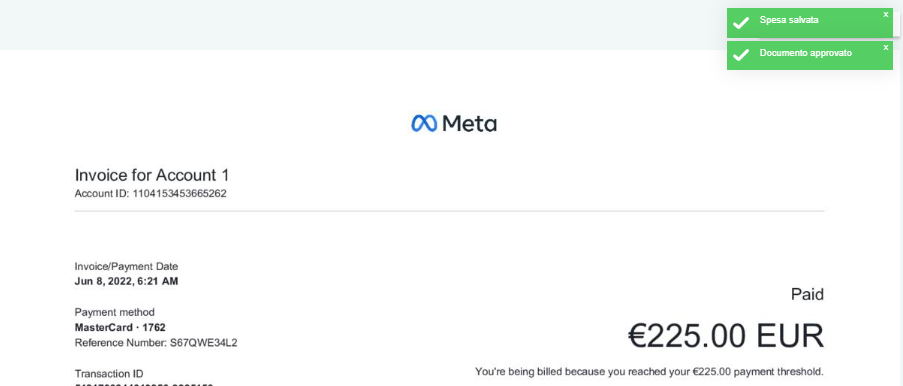 Spesa salvata
x
Documento approvato
x
Meta
Invoice for Account 1
Account ID: 1104153453665262
Invoice/Payment Date
Jun 8, 2022, 6:21 AM
Payment method
MasterCard · 1762
Reference Number: S67QWE34L2
Transaction ID
Paid
€225.00 EUR
You're being billed because you reached your €225.00 payment threshold.